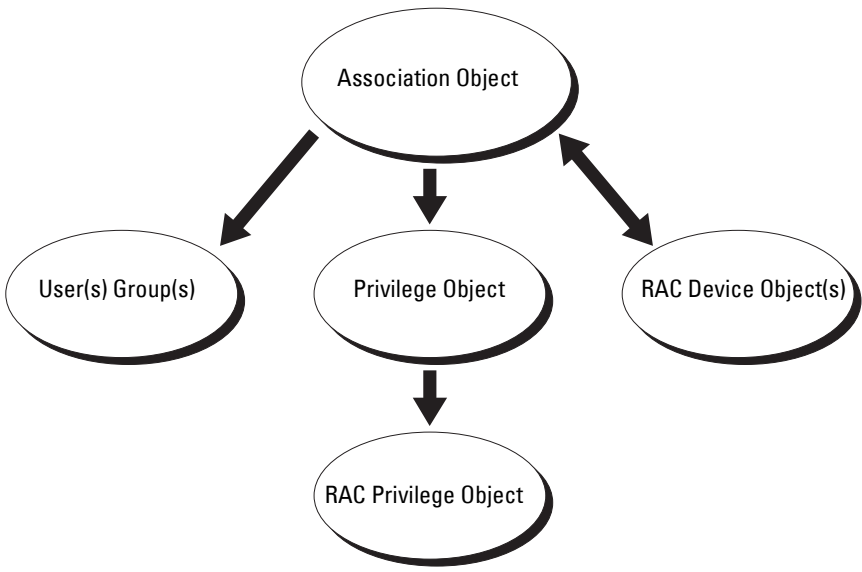 Association Object
User(s) Group(s)
Privilege Object
RAC Device Object(s)
RAC Privilege Object